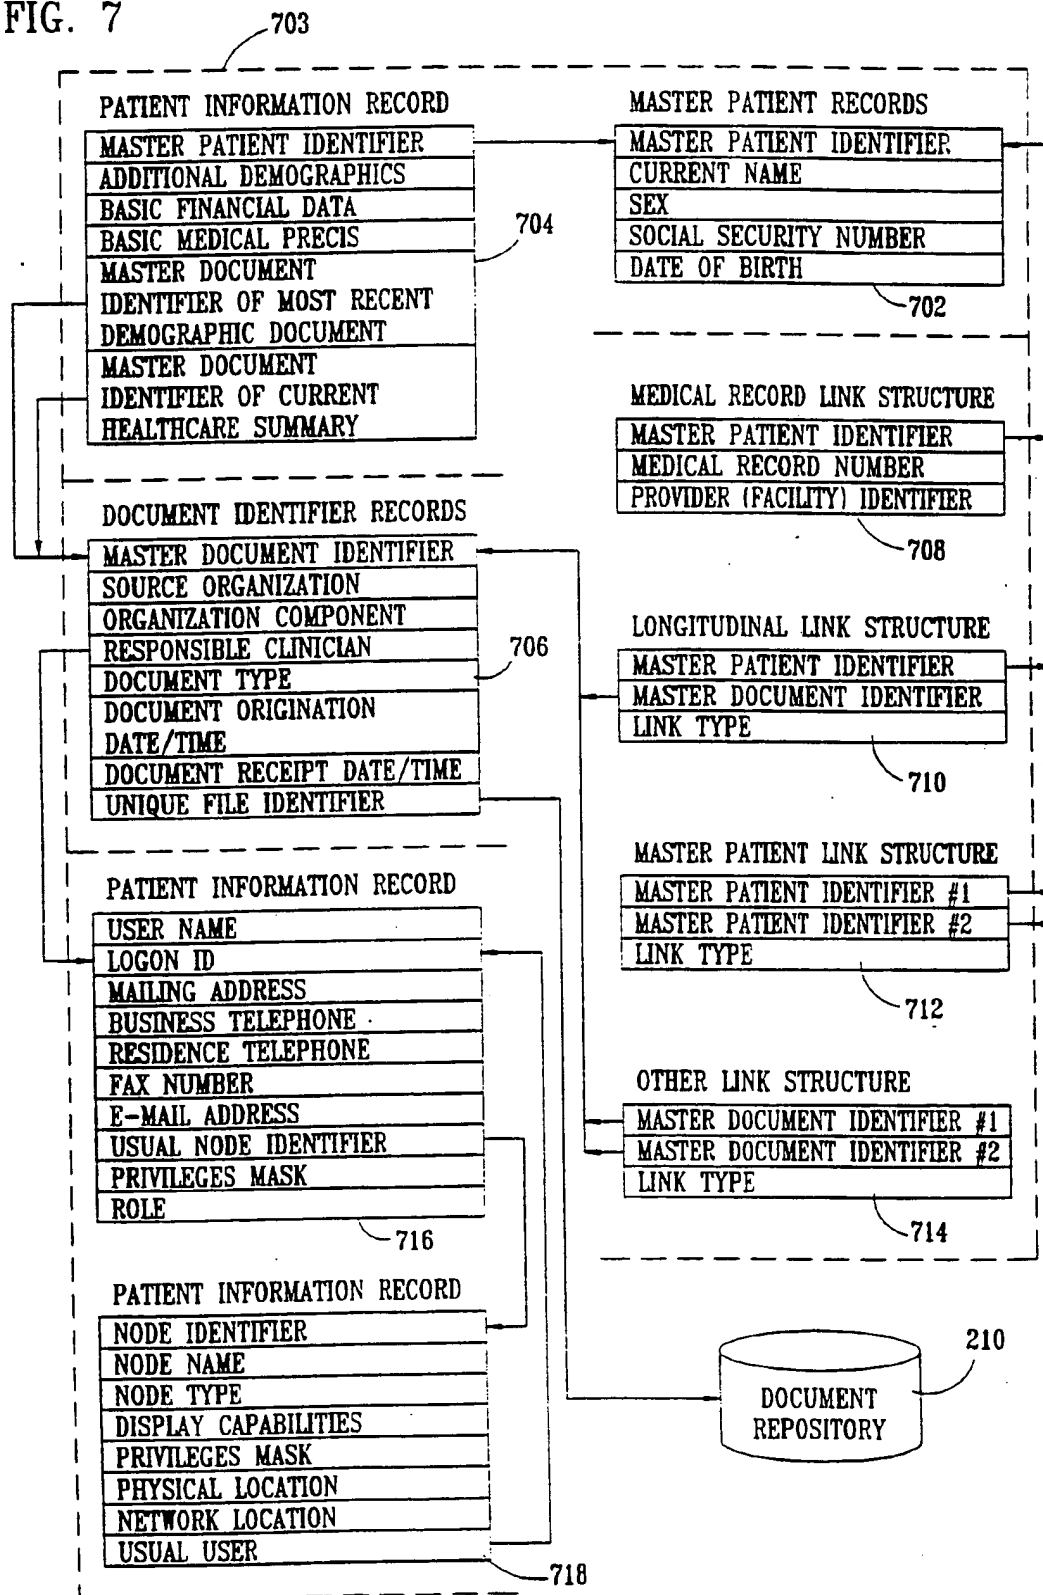 FIG. 7
703
PATIENT INFORMATION RECORD
MASTER PATIENT IDENTIFIER
ADDITIONAL DEMOGRAPHICS
BASIC FINANCIAL DATA
BASIC MEDICAL PRECIS
MASTER DOCUMENT
IDENTIFIER OF MOST RECENT
DEMOGRAPHIC DOCUMENT
MASTER DOCUMENT
IDENTIFIER OF CURRENT
HEALTHCARE SUMMARY
704
DOCUMENT IDENTIFIER RECORDS
MASTER DOCUMENT IDENTIFIER
SOURCE ORGANIZATION
ORGANIZATION COMPONENT
RESPONSIBLE CLINICIAN
DOCUMENT TYPE
DOCUMENT ORIGINATION
DATE/TIME
DOCUMENT RECEIPT DATE/TIME
UNIQUE FILE IDENTIFIER
706
PATIENT INFORMATION RECORD
USER NAME
LOGON ID
MAILING ADDRESS
BUSINESS TELEPHONE
RESIDENCE TELEPHONE
FAX NUMBER
E-MAIL ADDRESS
USUAL NODE IDENTIFIER
PRIVILEGES MASK
ROLE
716
PATIENT INFORMATION RECORD
NODE IDENTIFIER
NODE NAME
NODE TYPE
DISPLAY CAPABILITIES
PRIVILEGES MASK
PHYSICAL LOCATION
NETWORK LOCATION
USUAL USER
718
MASTER PATIENT RECORDS
MASTER PATIENT IDENTIFIER
CURRENT NAME
SEX
SOCIAL SECURITY NUMBER
DATE OF BIRTH
702
MEDICAL RECORD LINK STRUCTURE
MASTER PATIENT IDENTIFIER
MEDICAL RECORD NUMBER
PROVIDER (FACILITY) IDENTIFIER
708
LONGITUDINAL LINK STRUCTURE
MASTER PATIENT IDENTIFIER
MASTER DOCUMENT IDENTIFIER
LINK TYPE
710
MASTER PATIENT LINK STRUCTURE
MASTER PATIENT IDENTIFIER #1
MASTER PATIENT IDENTIFIER #2
LINK TYPE
712
OTHER LINK STRUCTURE
MASTER DOCUMENT IDENTIFIER #1
MASTER DOCUMENT IDENTIFIER #2
LINK TYPE
714
210
DOCUMENT
REPOSITORY